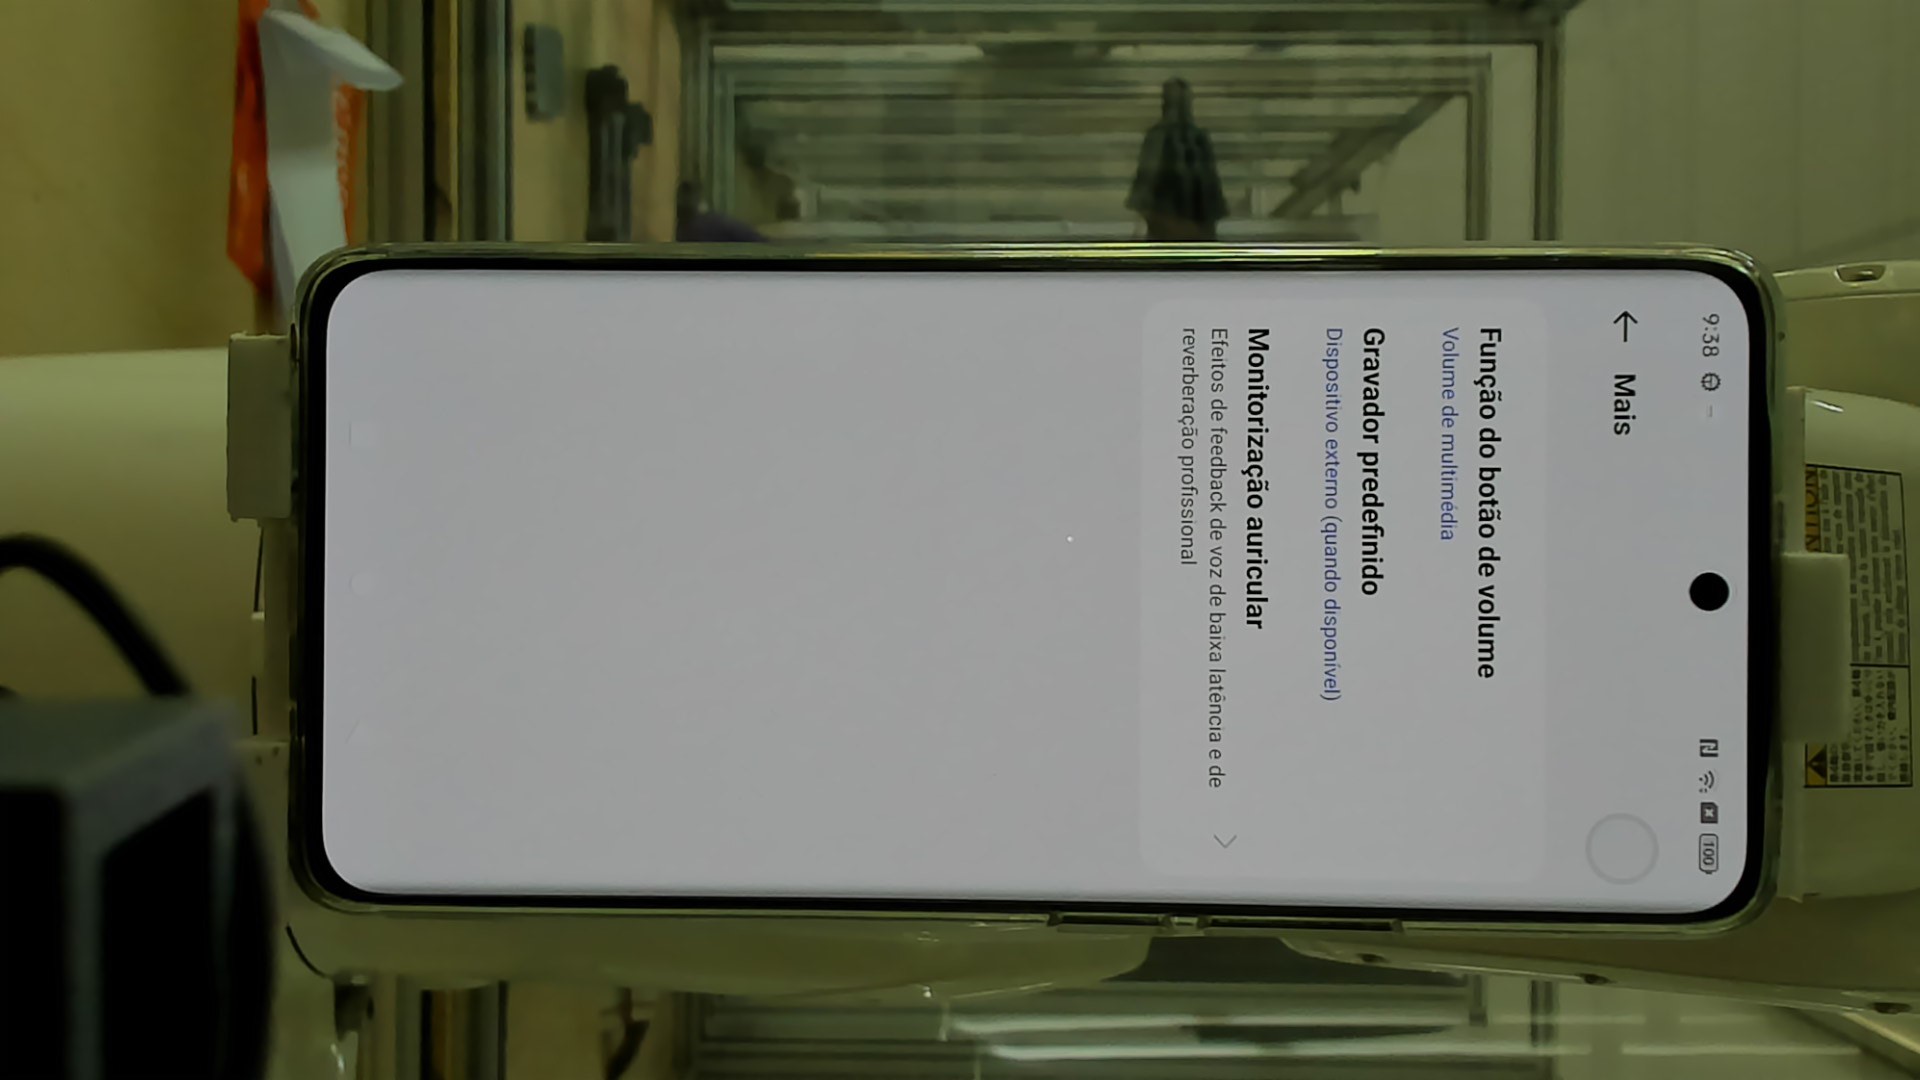 9:38
100
Mais
Função do botão de volume
Volume de multimédia
Gravador predefinido
Dispositivo externo (quando disponível)
Monitorização auricular
Efeitos de feedback de voz de baixa latência e de
reverberação profissional